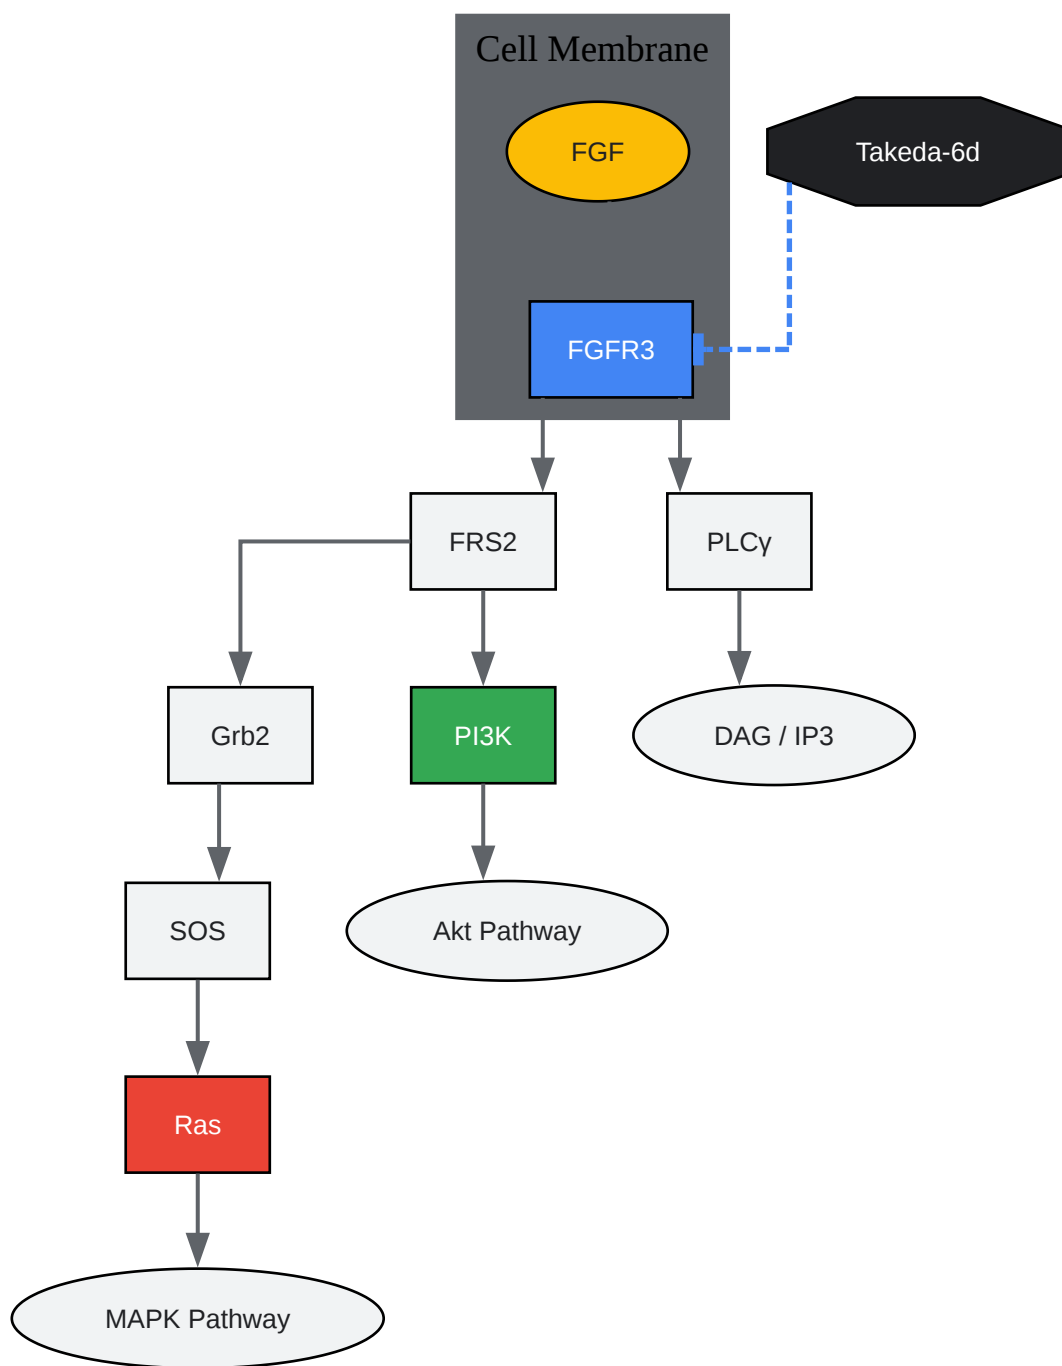 Cell Membrane
FGF
Takeda-6d
FGFR3
FRS2
PLCγ
Grb2
PI3K
DAG / IP3
SOS
Akt Pathway
Ras
MAPK Pathway